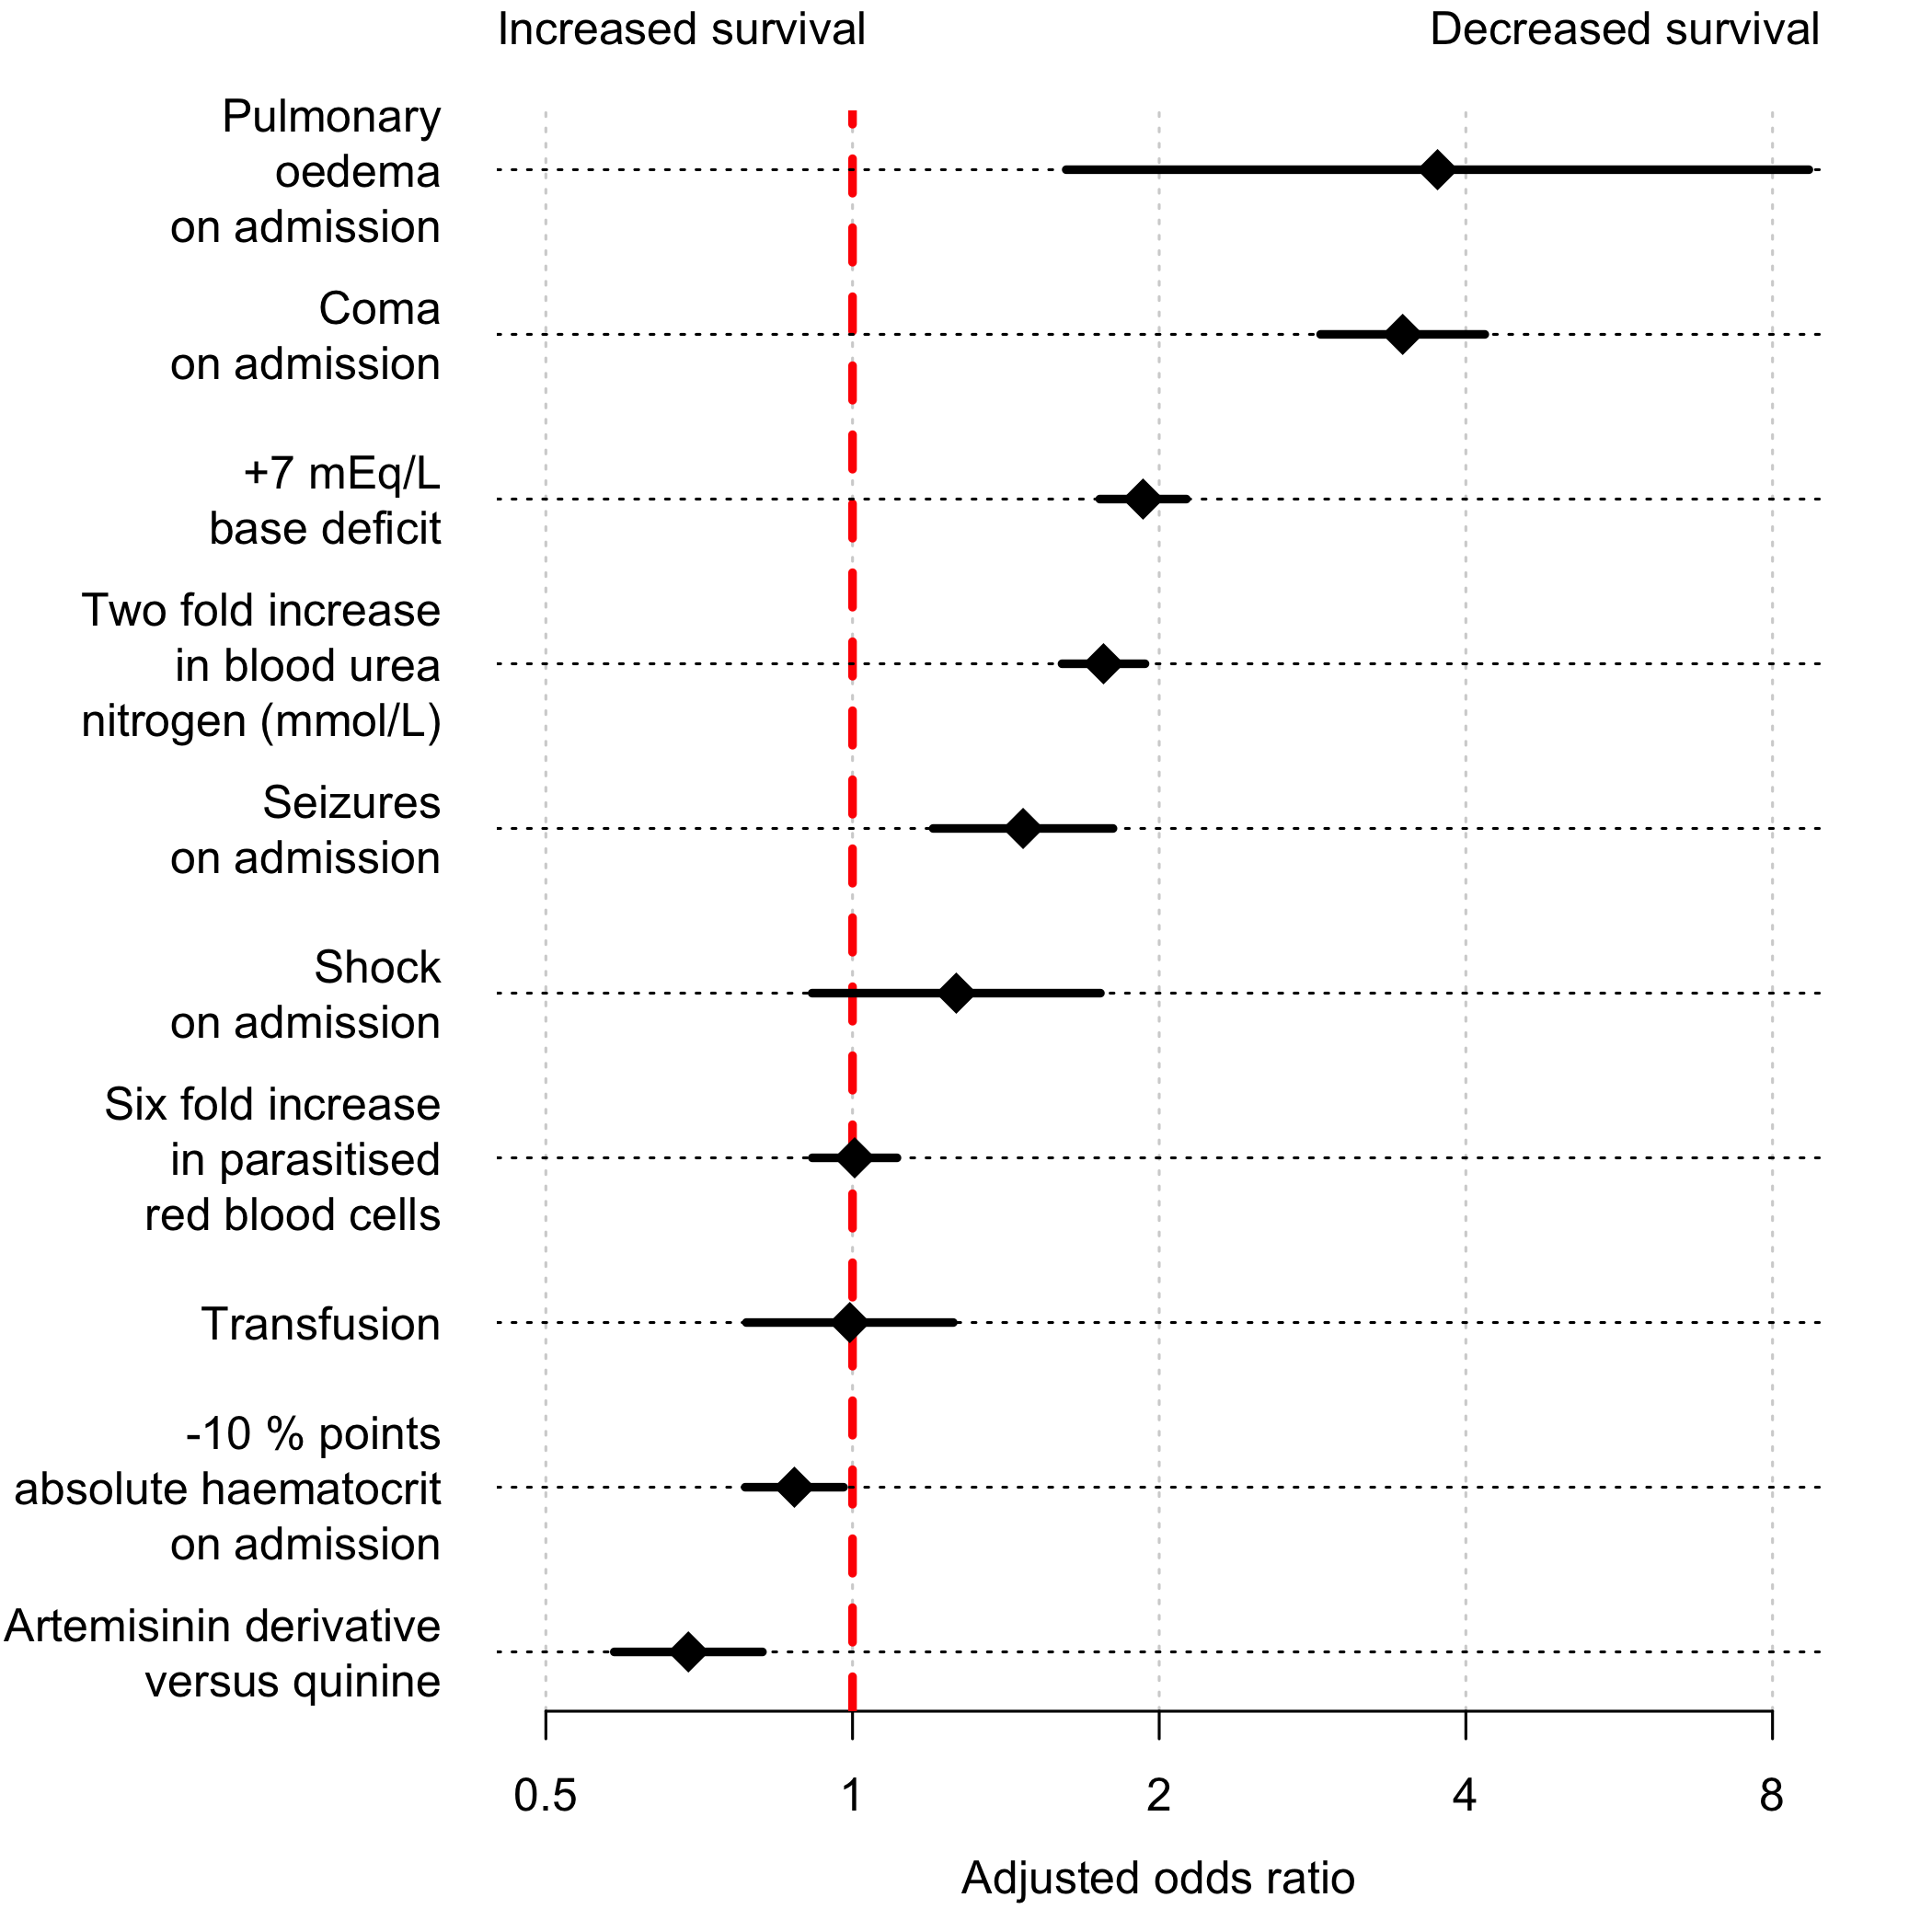 Increased survival
Decreased survival
Pulmonary
oedema
on admission
Coma
on admission
+7 mEq/L
base deficit
Two fold increase
in blood urea
nitrogen (mmol/L)
Seizures
on admission
Shock
on admission
Six fold increase
in parasitised
red blood cells
Transfusion
-10 % points
absolute haematocrit
on admission
Artemisinin derivative
versus quinine
0.5 1 2 4 8
Adjusted odds ratio